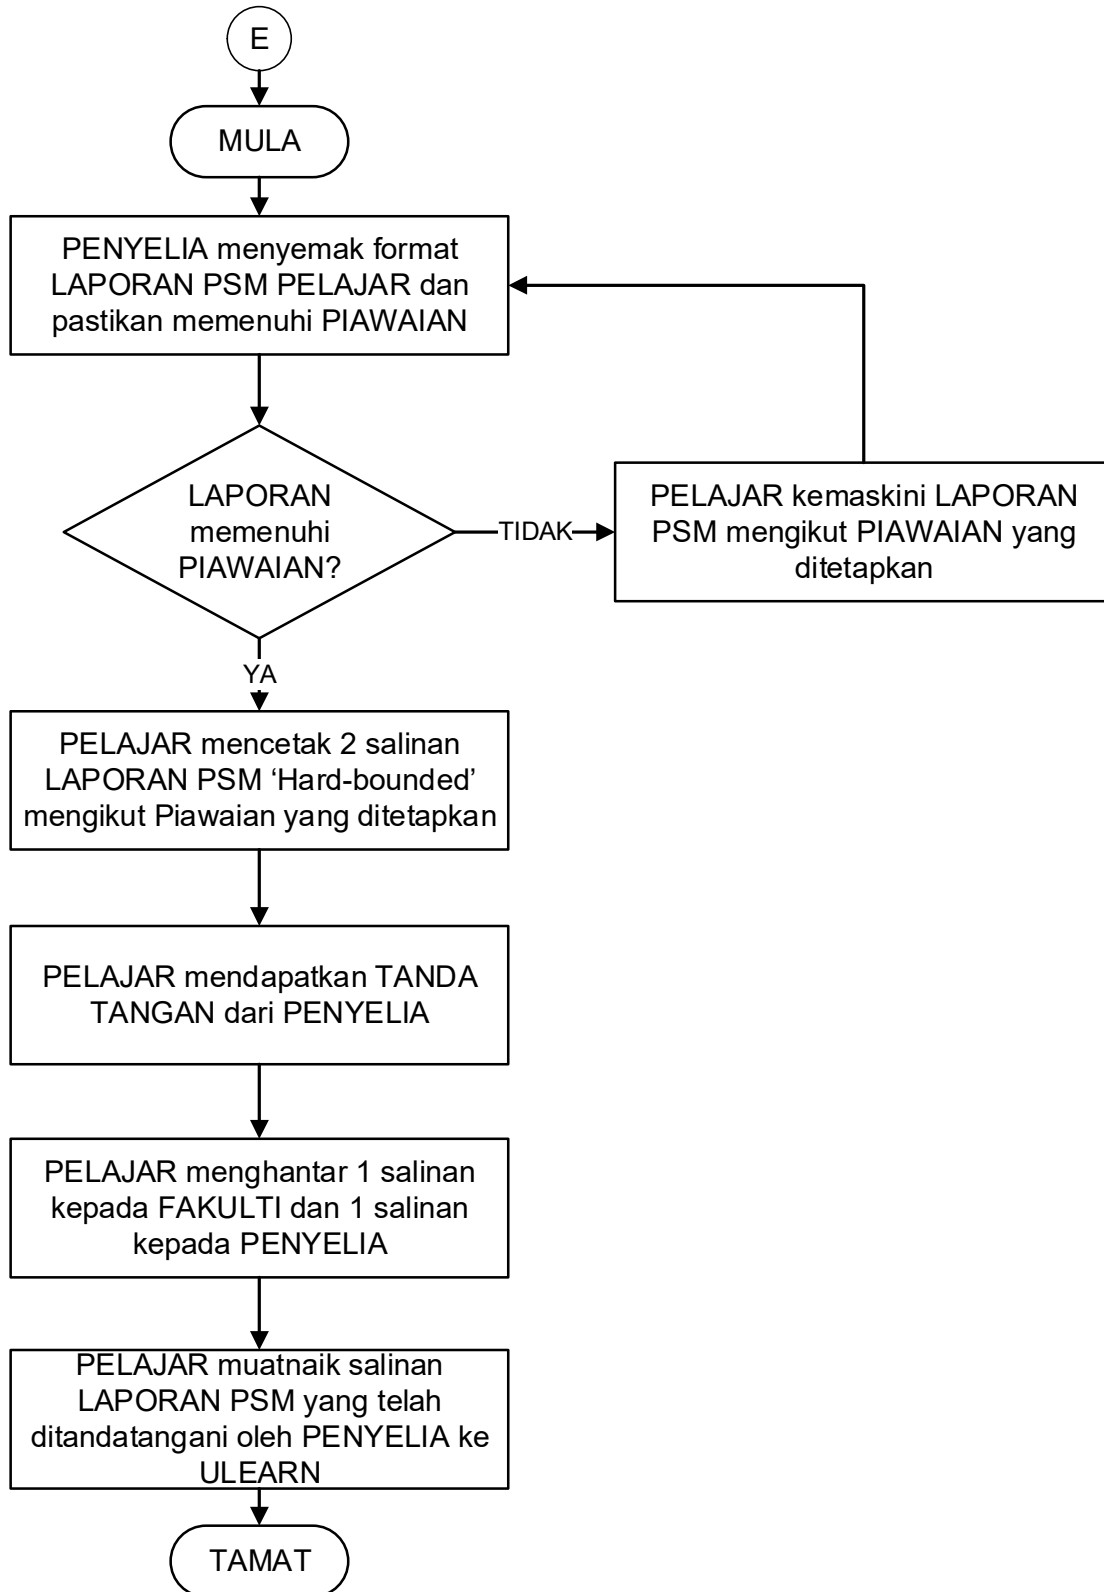 E
MULA
PENYELIA menyemak format
LAPORAN PSM PELAJAR dan
pastikan memenuhi PIAWAIAN
LAPORAN
memenuhi
PIAWAIAN?
TIDAK
PELAJAR kemaskini LAPORAN
PSM mengikut PIAWAIAN yang
ditetapkan
YA
PELAJAR mencetak 2 salinan
LAPORAN PSM ‘Hard-bounded’
mengikut Piawaian yang ditetapkan
PELAJAR mendapatkan TANDA
TANGAN dari PENYELIA
PELAJAR menghantar 1 salinan
kepada FAKULTI dan 1 salinan
kepada PENYELIA
PELAJAR muatnaik salinan
LAPORAN PSM yang telah
ditandatangani oleh PENYELIA ke
ULEARN
TAMAT